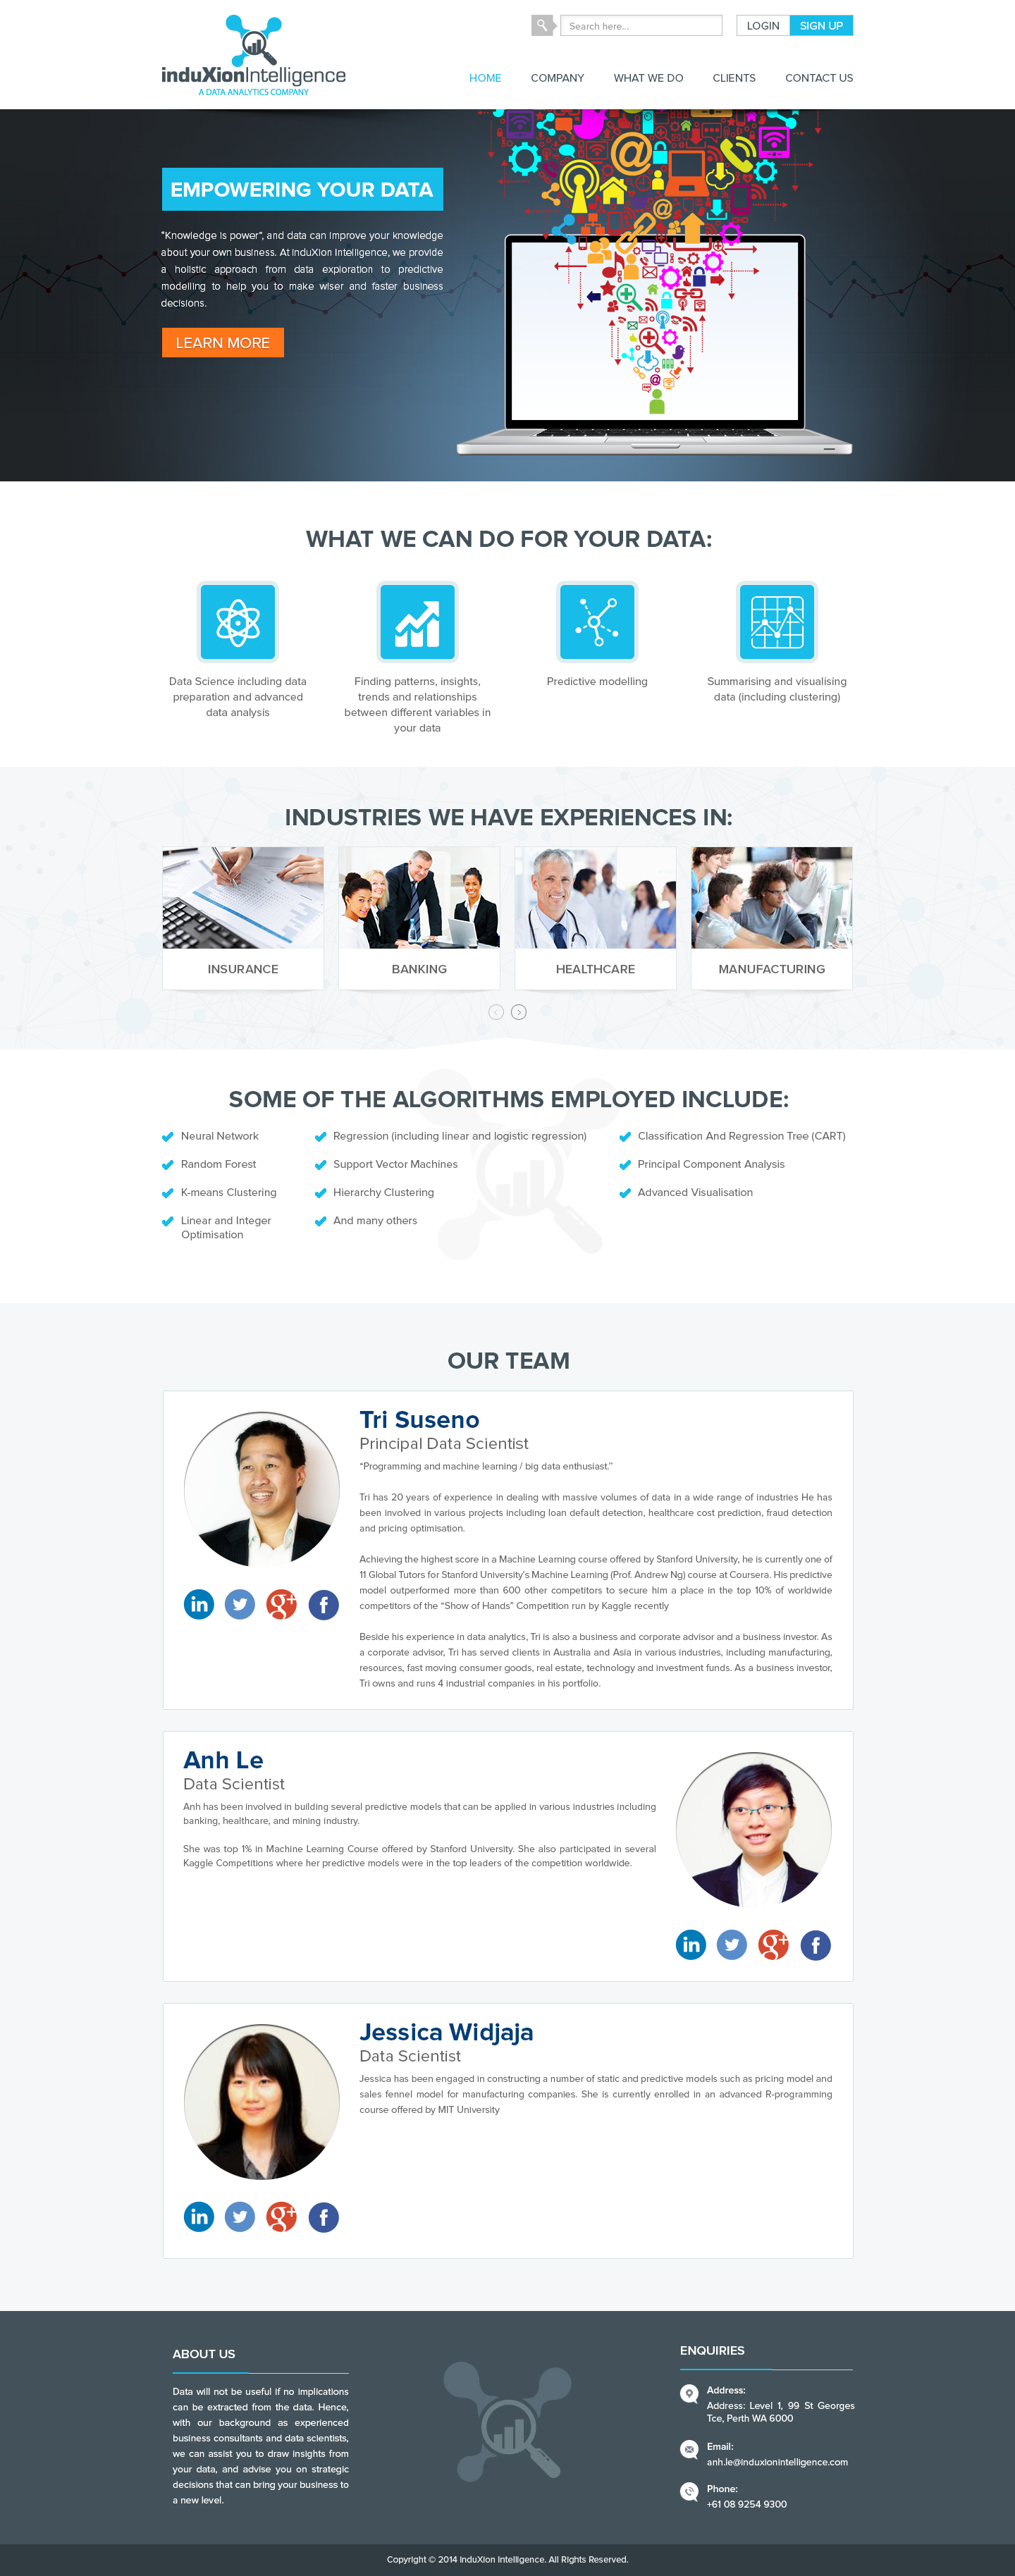 Search here...
LOGIN
SIGN UP
induXionIntelligence
A DATA ANALYTICS COMPANY
HOME
COMPANY
WHAT WE DO
CLIENTS
CONTACT US
EMPOWERING YOUR DATA
"Knowledge is power", and data can improve your knowledge
about your own business. At induXion Intelligence, we provide
a holistic approach from data exploration to predictive
modelling to help you to make wiser and faster business
decisions.
LEARN MORE
WHAT WE CAN DO FOR YOUR DATA:
Data Science including data
preparation and advanced
data analysis
Finding patterns, insights,
trends and relationships
between different variables in
your data
Predictive modelling
Summarising and visualising
data (including clustering)
INDUSTRIES WE HAVE EXPERIENCES IN:
INSURANCE
BANKING
HEALTHCARE
MANUFACTURING
SOME OF THE ALGORITHMS EMPLOYED INCLUDE:
Neural Network
Random Forest
K-means Clustering
Linear and Integer
Optimisation
Regression (including linear and logistic regression)
Support Vector Machines
Hierarchy Clustering
And many others
Classification And Regression Tree (CART)
Principal Component Analysis
Advanced Visualisation
OUR TEAM
Tri Suseno
Principal Data Scientist
"Programming and machine learning / big data enthusiast."
Tri has 20 years of experience in dealing with massive volumes of data in a wide range of industries He has
been involved in various projects including loan default detection, healthcare cost prediction, fraud detection
and pricing optimisation.
Achieving the highest score in a Machine Learning course offered by Stanford University, he is currently one of
11 Global Tutors for Stanford University's Machine Learning (Prof. Andrew Ng) course at Coursera. His predictive
model outperformed more than 600 other competitors to secure him a place in the top 10% of worldwide
competitors of the "Show of Hands" Competition run by Kaggle recently
Beside his experience in data analytics, Tri is also a business and corporate advisor and a business investor. As
a corporate advisor, Tri has served clients in Australia and Asia in various industries, including manufacturing,
resources, fast moving consumer goods, real estate, technology and investment funds. As a business investor,
Tri owns and runs 4 industrial companies in his portfolio.
Anh Le
Data Scientist
Anh has been involved in building several predictive models that can be applied in various industries including
banking, healthcare, and mining industry.
She was top 1% in Machine Learning Course offered by Stanford University. She also participated in several
Kaggle Competitions where her predictive models were in the top leaders of the competition worldwide.
Jessica Widjaja
Data Scientist
Jessica has been engaged in constructing a number of static and predictive models such as pricing model and
sales fennel model for manufacturing companies. She is currently enrolled in an advanced R-programming
course offered by MIT University
ABOUT US
Data will not be useful if no implications
can be extracted from the data. Hence,
with our background as experienced
business consultants and data scientists,
we can assist you to draw insights from
your data, and advise you on strategic
decisions that can bring your business to
a new level.
ENQUIRIES
Address:
Address: Level 1, 99 St Georges
Tce, Perth WA 6000
Email:
anh.le@induxionintelligence.com
Phone:
+61 08 9254 9300
Copyright © 2014 InduXion Intelligence. All Rights Reserved.